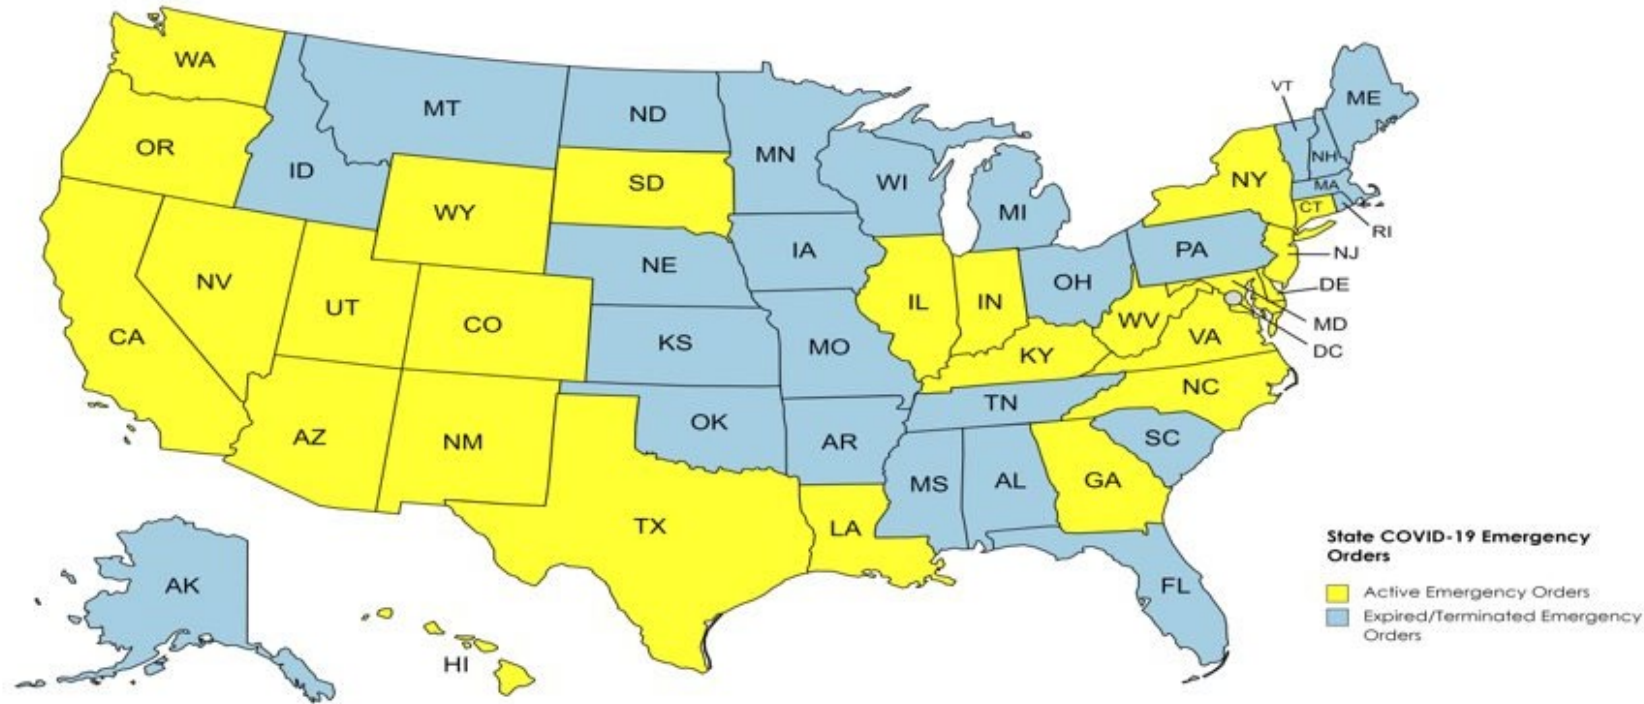 WA
MT
ND
MN
VT
ME
OR
ID
SD
WI
NH
NY
MA
WY
MI
CT
RI
IA
PA
NJ
NE
NV
OH
DE
UT
IL
IN
CO
WV
MD
CA
VA
KS
MO
KY
DC
NC
TN
OK
AZ
NM
AR
SC
MS
AL
GA
TX
LA
State COVID-19 Emergency
Orders
AK
FL
Active Emergency Orders
Expired/Terminated Emergency
Orders
HI